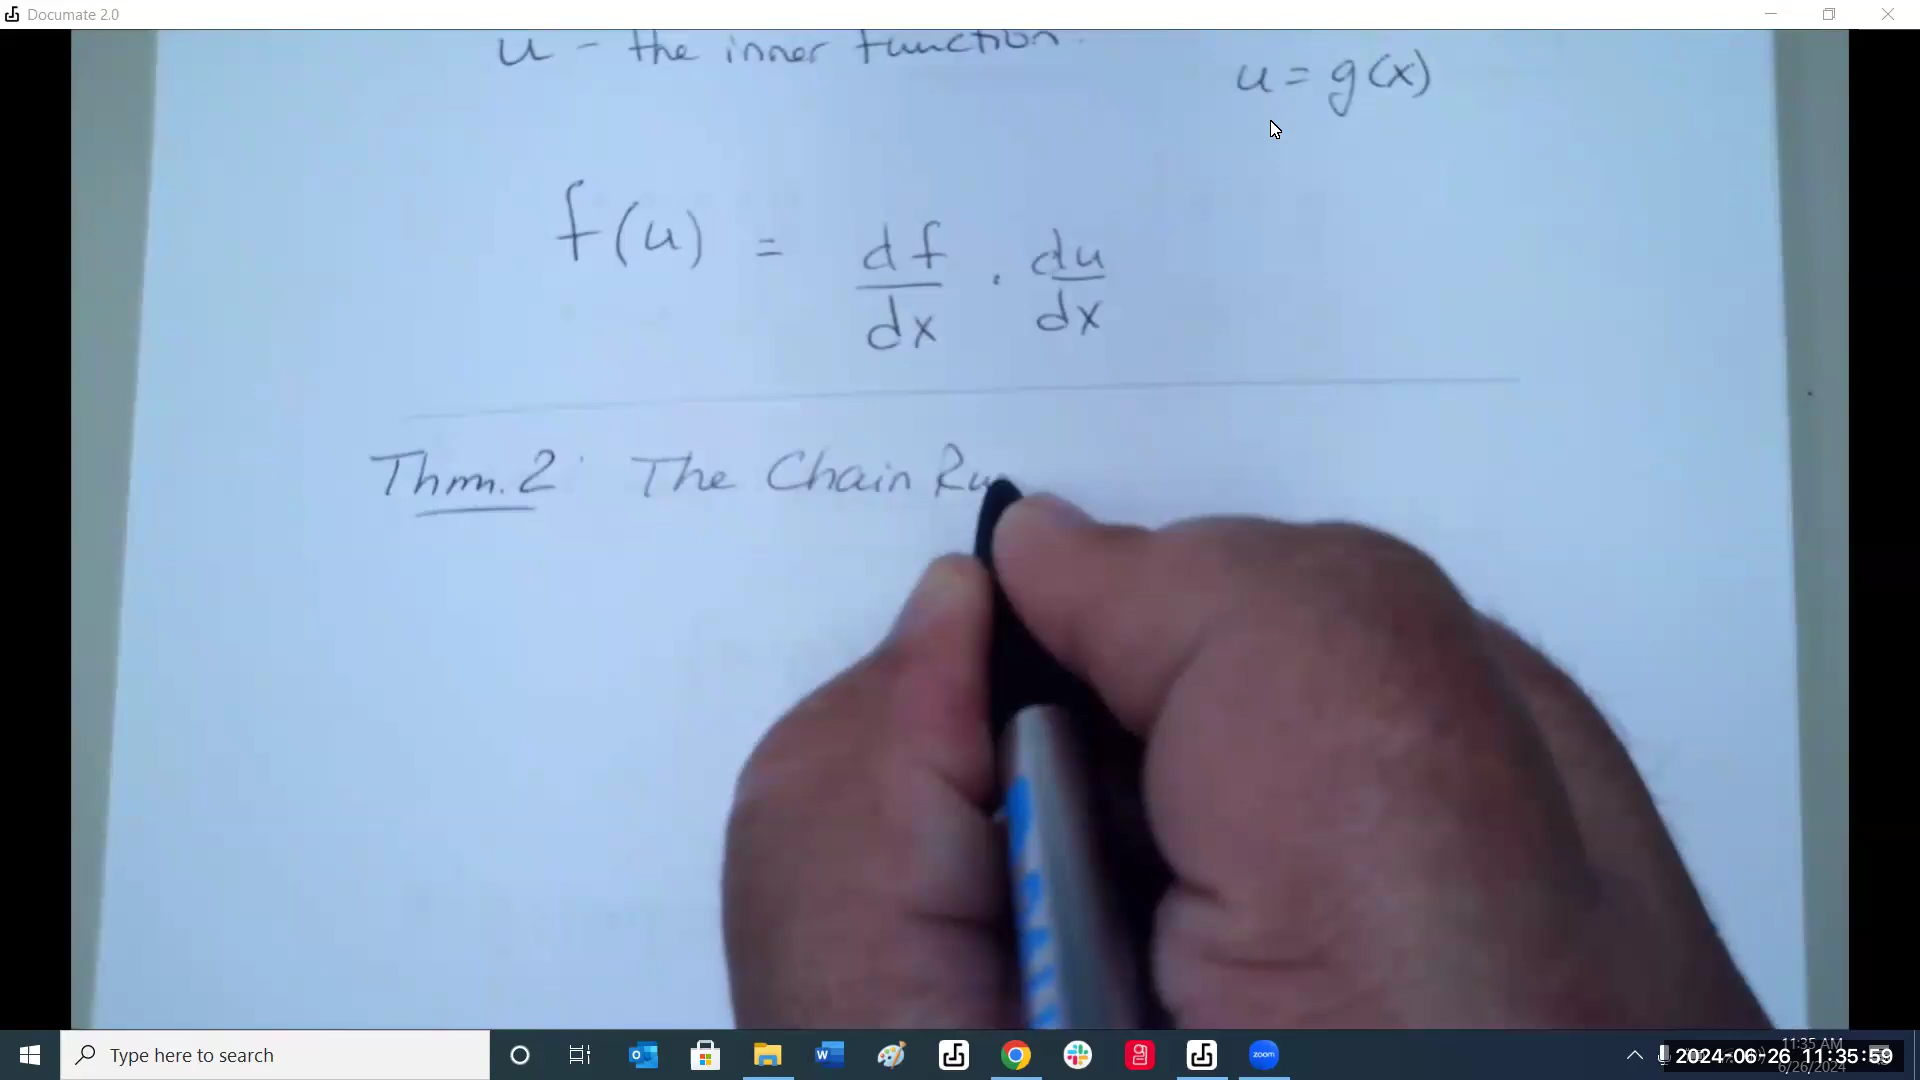 Documate 2.0
u - the inner function.
u = g(x)
f(u) = df/dx · du/dx
Thm. 2: The Chain Ru
Type here to search
zoom
11:35 AM
2024-06-26 11:35:59
6/26/2024